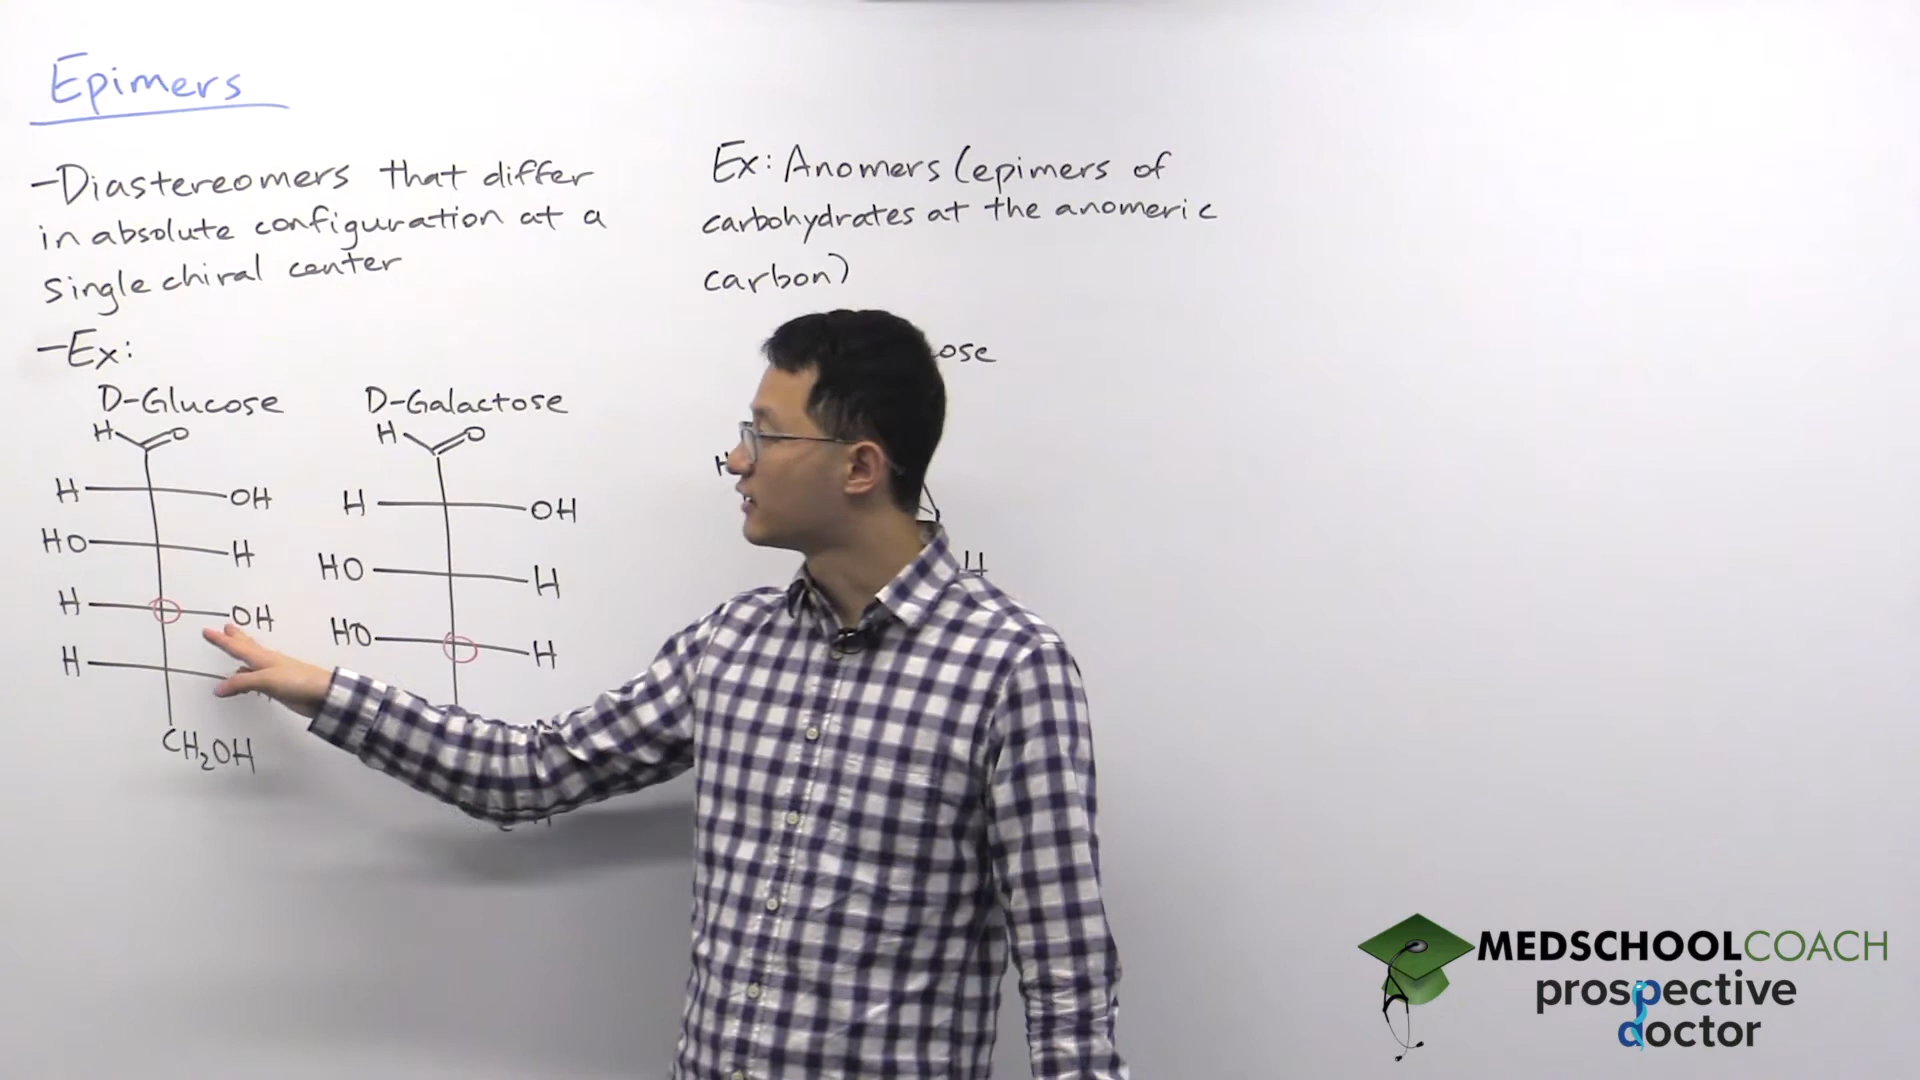 Epimers
-Diastereomers that differ
in absolute configuration at a
single chiral center
-Ex:
D-Glucose
H O
H OH
HO H
H OH
H
CH2OH
D-Galactose
H O
H OH
HO H
HO H
Ex: Anomers (epimers of
carbohydrates at the anomeric
carbon)
ose
H
H
MEDSCHOOLCOACH
prospective
doctor